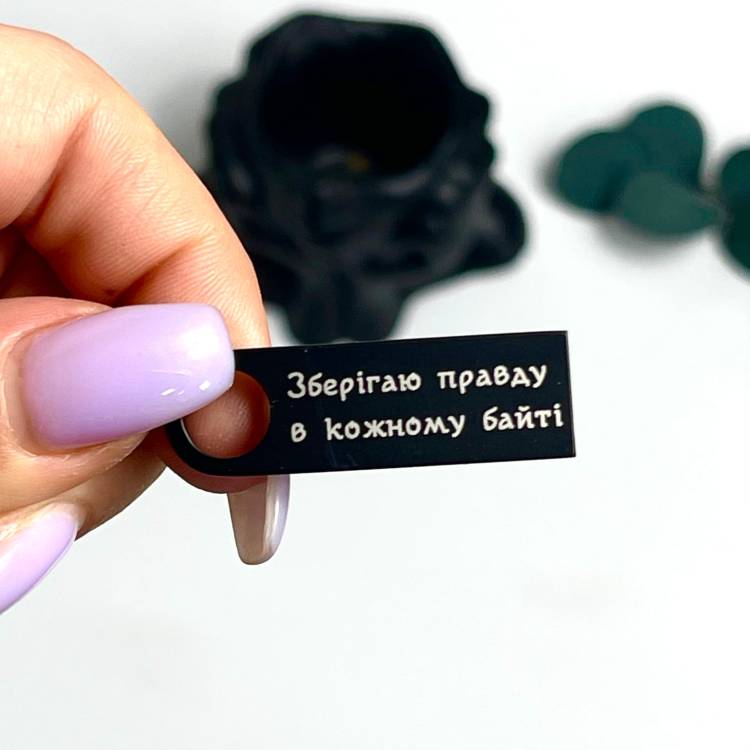 Зберігаю правду
в кожному байті